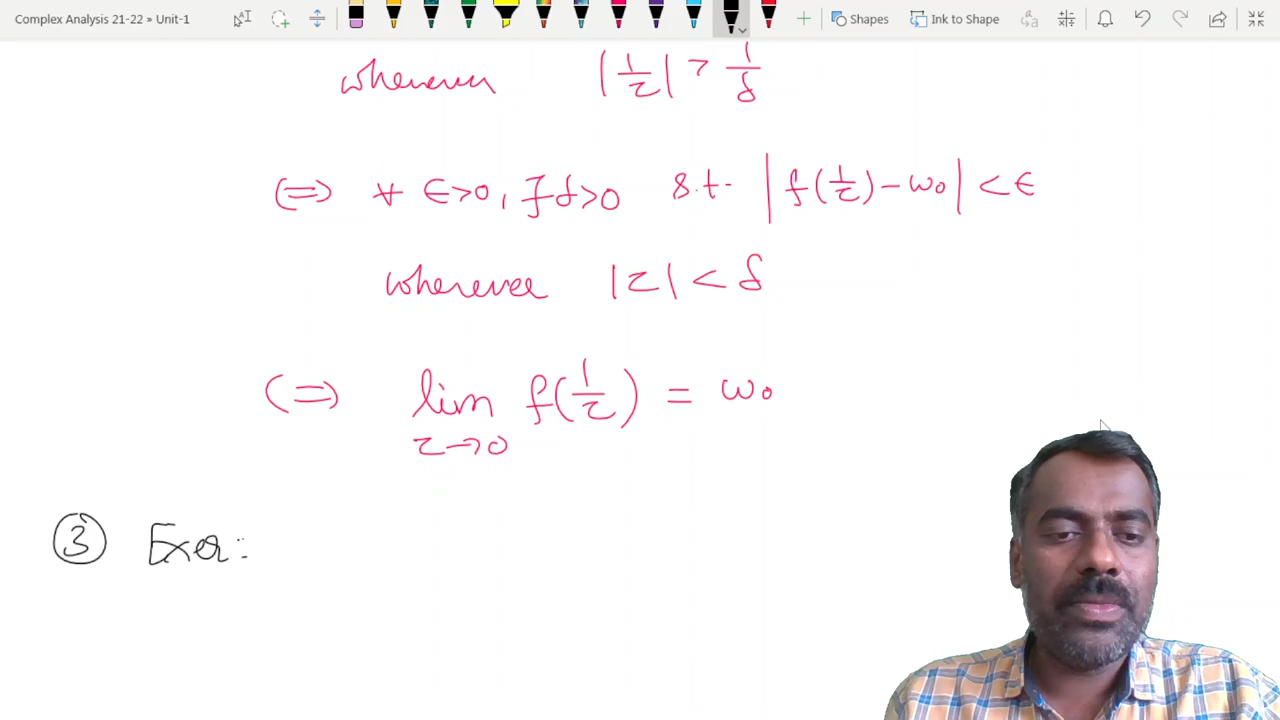 Complex Analysis 21-22 » Unit-1
Shapes
Ink to Shape
whenever |1/z| > 1/δ
⟺ ∀ ϵ>0, ∃ δ>0 s.t. |f(1/z) - w₀| < ϵ
whenever |z| < δ
⟺ lim z→0 f(1/z) = w₀
③ Exer: